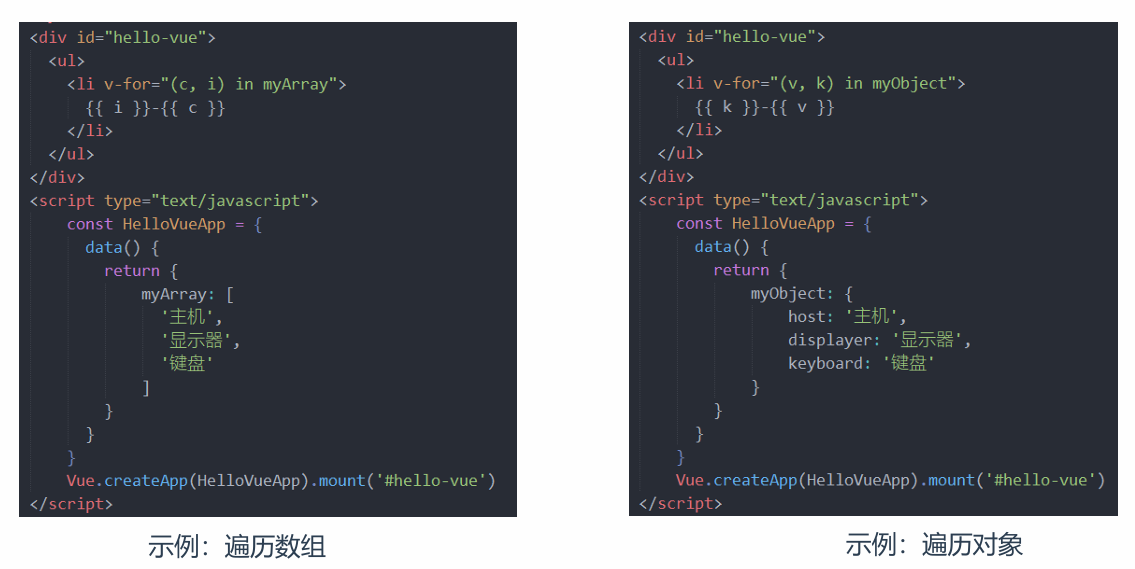 <div id="hello-vue">
  <ul>
    <li v-for="(c, i) in myArray">
      {{ i }}-{{ c }}
    </li>
  </ul>
</div>
<script type="text/javascript">
    const HelloVueApp = {
      data() {
        return {
            myArray: [
              '主机',
              '显示器',
              '键盘'
            ]
        }
      }
    }
    Vue.createApp(HelloVueApp).mount('#hello-vue')
</script>
示例：遍历数组
<div id="hello-vue">
  <ul>
    <li v-for="(v, k) in myObject">
      {{ k }}-{{ v }}
    </li>
  </ul>
</div>
<script type="text/javascript">
    const HelloVueApp = {
      data() {
        return {
            myObject: {
                host: '主机',
                displayer: '显示器',
                keyboard: '键盘'
            }
        }
      }
    }
    Vue.createApp(HelloVueApp).mount('#hello-vue')
</script>
示例：遍历对象